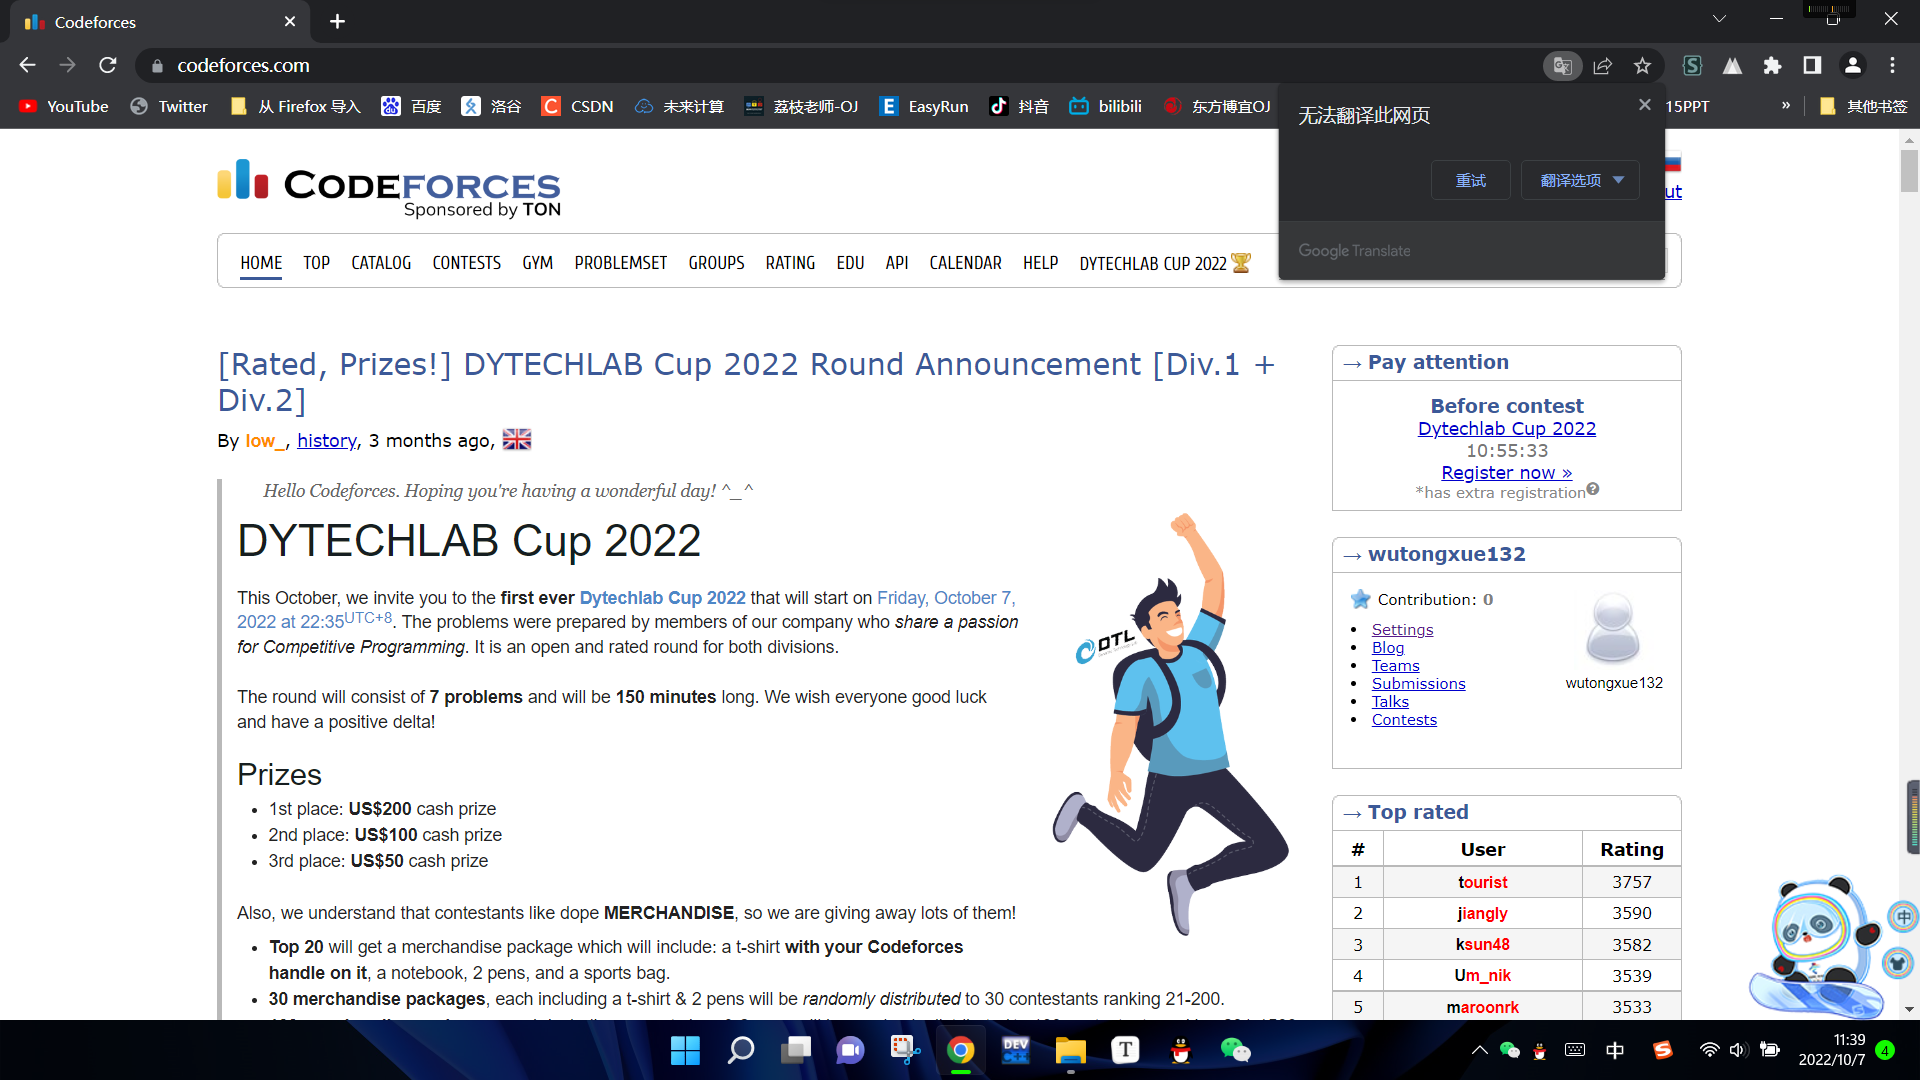 Codeforces
codeforces.com
YouTube
Twitter
从 Firefox 导入
百度
洛谷
CSDN
未来计算
荔枝老师-OJ
EasyRun
抖音
bilibili
东方博宜OJ
15PPT
»
其他书签
无法翻译此网页
重试
翻译选项
Google Translate
CODEFORCES
Sponsored by TON
ut
HOME TOP CATALOG CONTESTS GYM PROBLEMSET GROUPS RATING EDU API CALENDAR HELP DYTECHLAB CUP 2022
[Rated, Prizes!] DYTECHLAB Cup 2022 Round Announcement [Div.1 +
Div.2]
By low_, history, 3 months ago,
Hello Codeforces. Hoping you're having a wonderful day! ^_^
DYTECHLAB Cup 2022
This October, we invite you to the first ever Dytechlab Cup 2022 that will start on Friday, October 7,
2022 at 22:35UTC+8. The problems were prepared by members of our company who share a passion
for Competitive Programming. It is an open and rated round for both divisions.
The round will consist of 7 problems and will be 150 minutes long. We wish everyone good luck
and have a positive delta!
Prizes
• 1st place: US$200 cash prize
• 2nd place: US$100 cash prize
• 3rd place: US$50 cash prize
Also, we understand that contestants like dope MERCHANDISE, so we are giving away lots of them!
• Top 20 will get a merchandise package which will include: a t-shirt with your Codeforces
handle on it, a notebook, 2 pens, and a sports bag.
• 30 merchandise packages, each including a t-shirt & 2 pens will be randomly distributed to 30 contestants ranking 21-200.
DTL
→ Pay attention
Before contest
Dytechlab Cup 2022
10:55:33
Register now »
*has extra registration
→ wutongxue132
Contribution: 0
• Settings
• Blog
• Teams
• Submissions
• Talks
• Contests
wutongxue132
→ Top rated
# User Rating
1 tourist 3757
2 jiangly 3590
3 ksun48 3582
4 Um_nik 3539
5 maroonrk 3533
中
DEV
T
中
11:39
2022/10/7
4